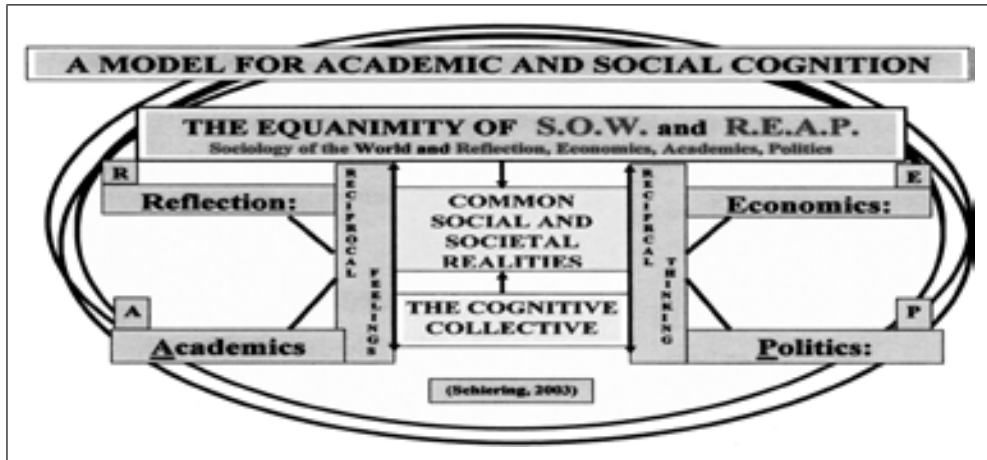 A MODEL FOR ACADEMIC AND SOCIAL COGNITION
THE EQUANIMITY OF S.O.W. and R.E.A.P.
Sociology of the World and Reflection, Economics, Academics, Politics
R
Reflection:
E
Economics:
RECIPROCAL
FEELINGS
COMMON
SOCIAL AND
SOCIETAL
REALITIES
THE COGNITIVE
COLLECTIVE
RECIPRCAL
THINKING
A
Academics
P
Politics:
(Schiering, 2003)